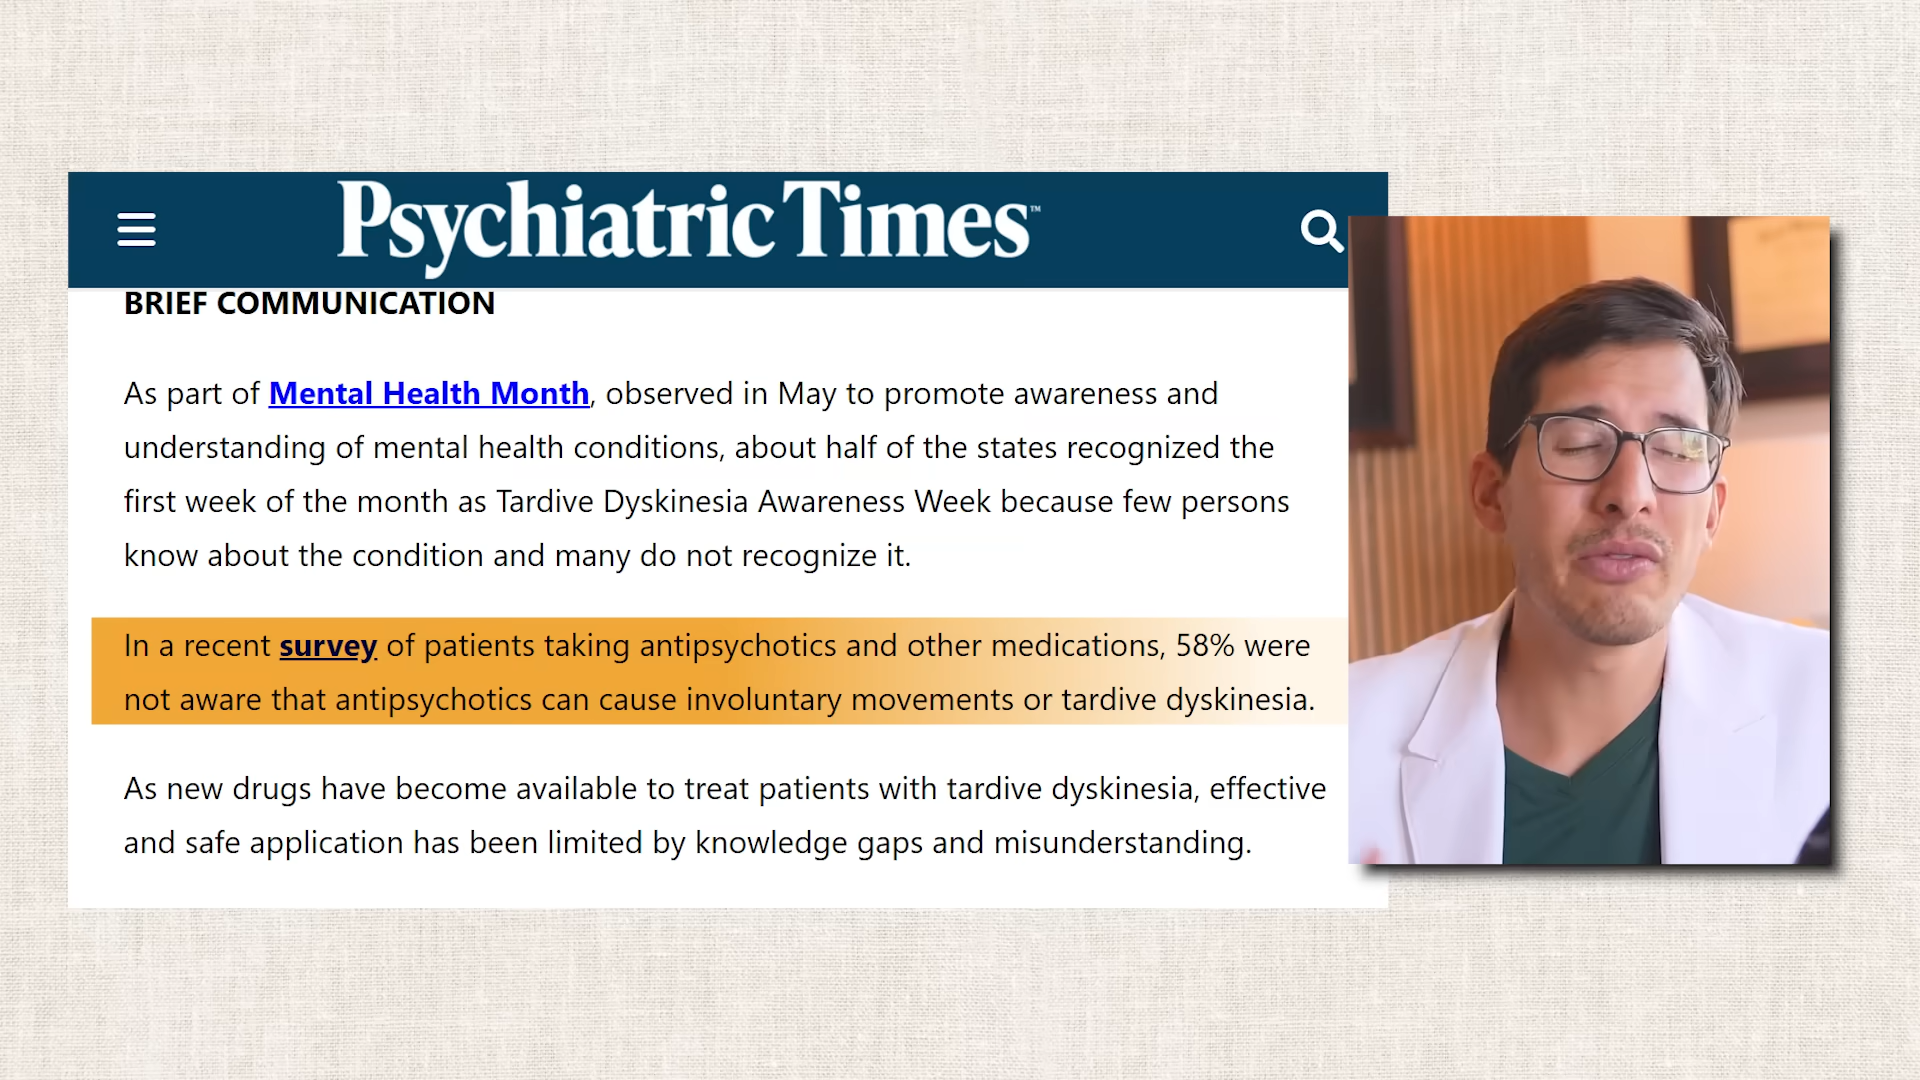 Psychiatric Times™
BRIEF COMMUNICATION
As part of Mental Health Month, observed in May to promote awareness and
understanding of mental health conditions, about half of the states recognized the
first week of the month as Tardive Dyskinesia Awareness Week because few persons
know about the condition and many do not recognize it.
In a recent survey of patients taking antipsychotics and other medications, 58% were
not aware that antipsychotics can cause involuntary movements or tardive dyskinesia.
As new drugs have become available to treat patients with tardive dyskinesia, effective
and safe application has been limited by knowledge gaps and misunderstanding.